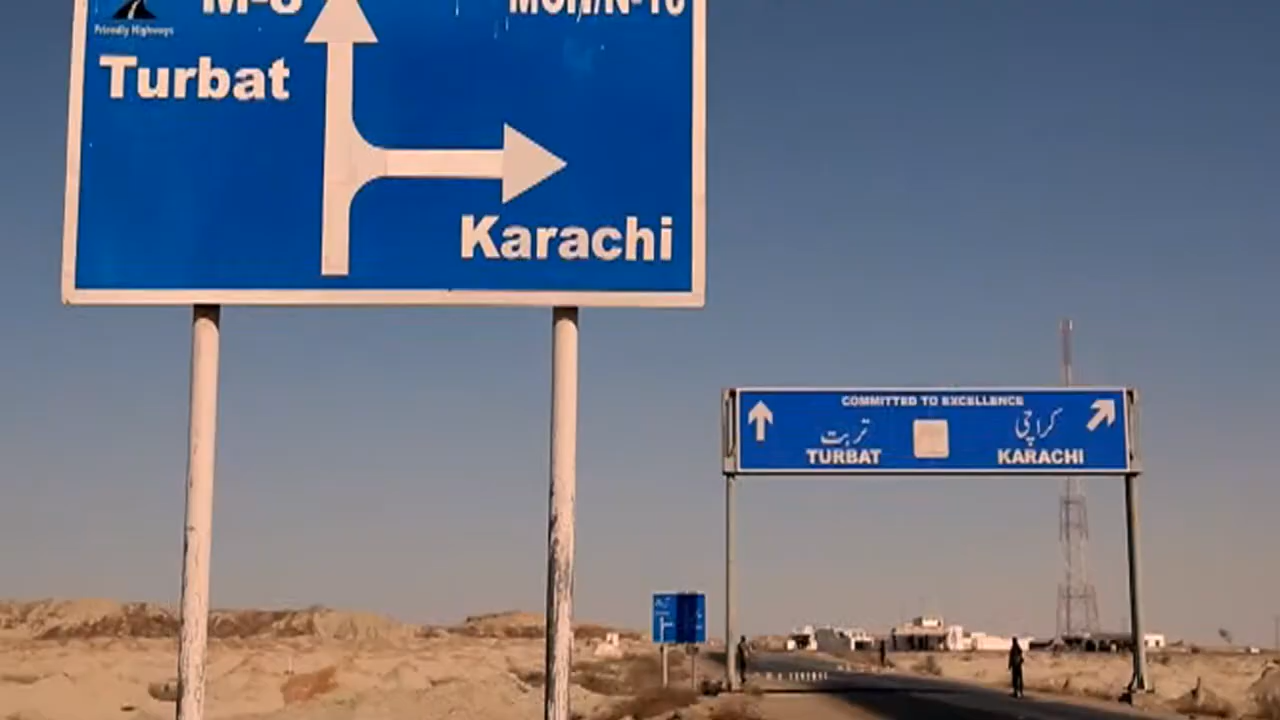 Friendly Highways
Turbat
Karachi
COMMITTED TO EXCELLENCE
تربت
کراچی
TURBAT
KARACHI